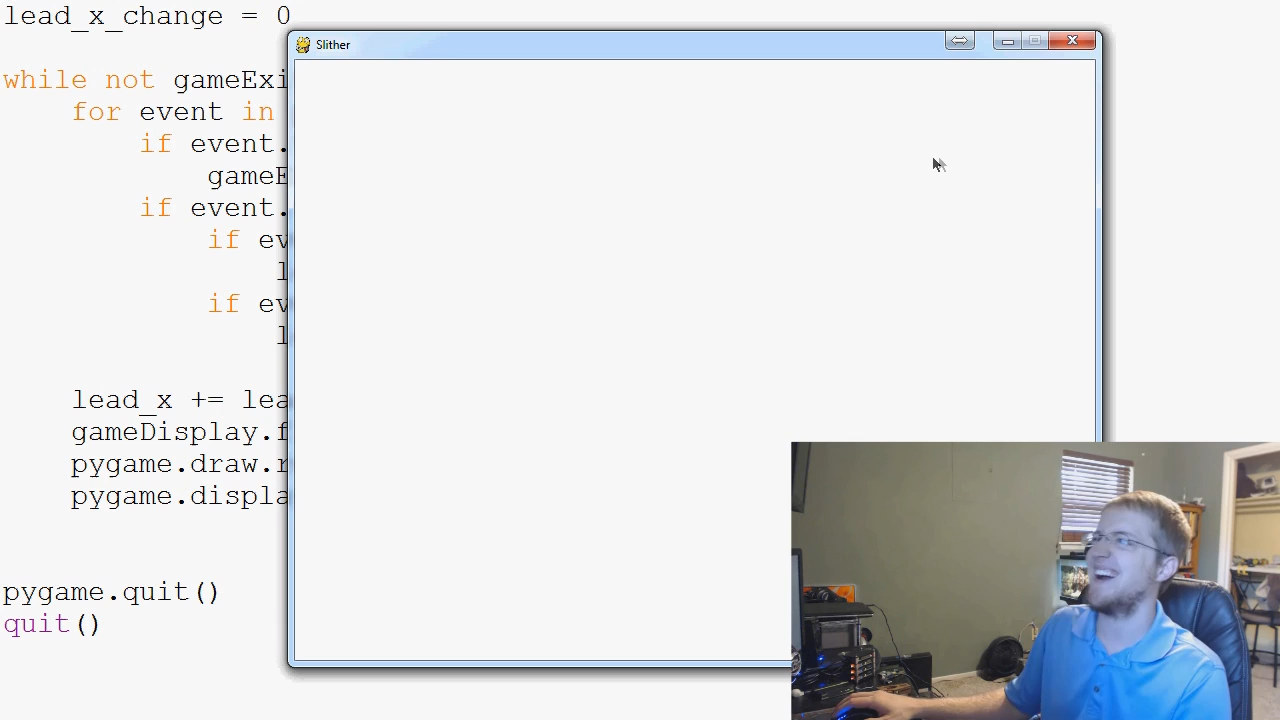 lead_x_change = 0
Slither
while not gameExi
for event in
if event.
gameE
if event.
if ev
l
if ev
l
lead_x += lea
gameDisplay.f
pygame.draw.r
pygame.displa
pygame.quit()
quit()